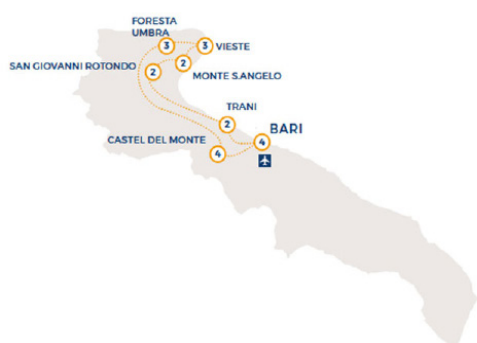 FORESTA
UMBRA
3
3
VIESTE
SAN GIOVANNI ROTONDO
2
2
MONTE S.ANGELO
TRANI
2
BARI
4
CASTEL DEL MONTE
4